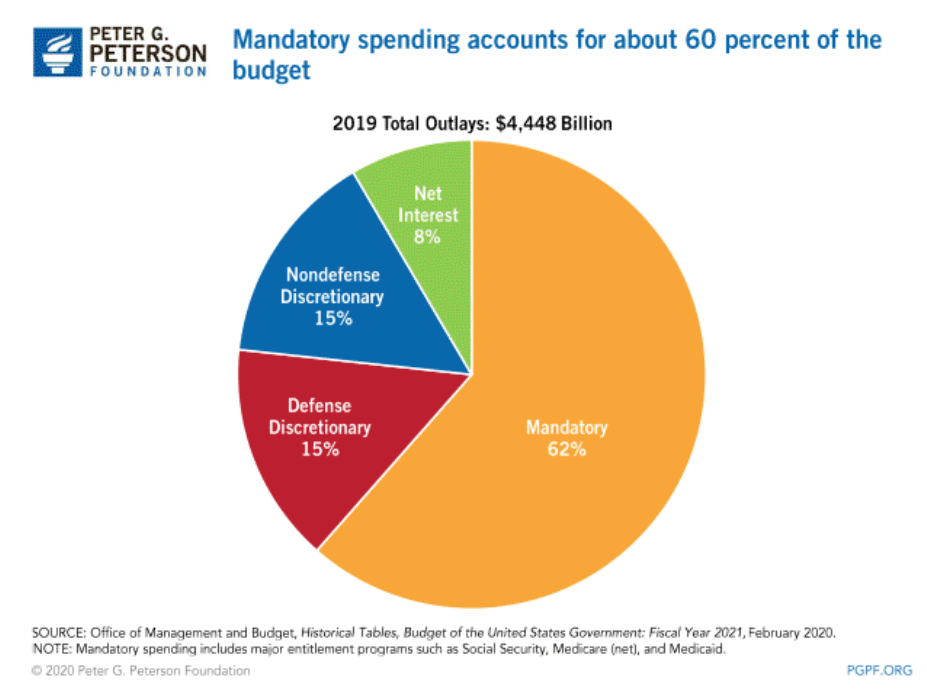 PETER G.
PETERSON
FOUNDATION
Mandatory spending accounts for about 60 percent of the
budget
2019 Total Outlays: $4,448 Billion
Net
Interest
8%
Nondefense
Discretionary
15%
Defense
Discretionary
15%
Mandatory
62%
SOURCE: Office of Management and Budget, Historical Tables, Budget of the United States Government: Fiscal Year 2021, February 2020.
NOTE: Mandatory spending includes major entitlement programs such as Social Security, Medicare (net), and Medicaid.
© 2020 Peter G. Peterson Foundation
PGPF.ORG